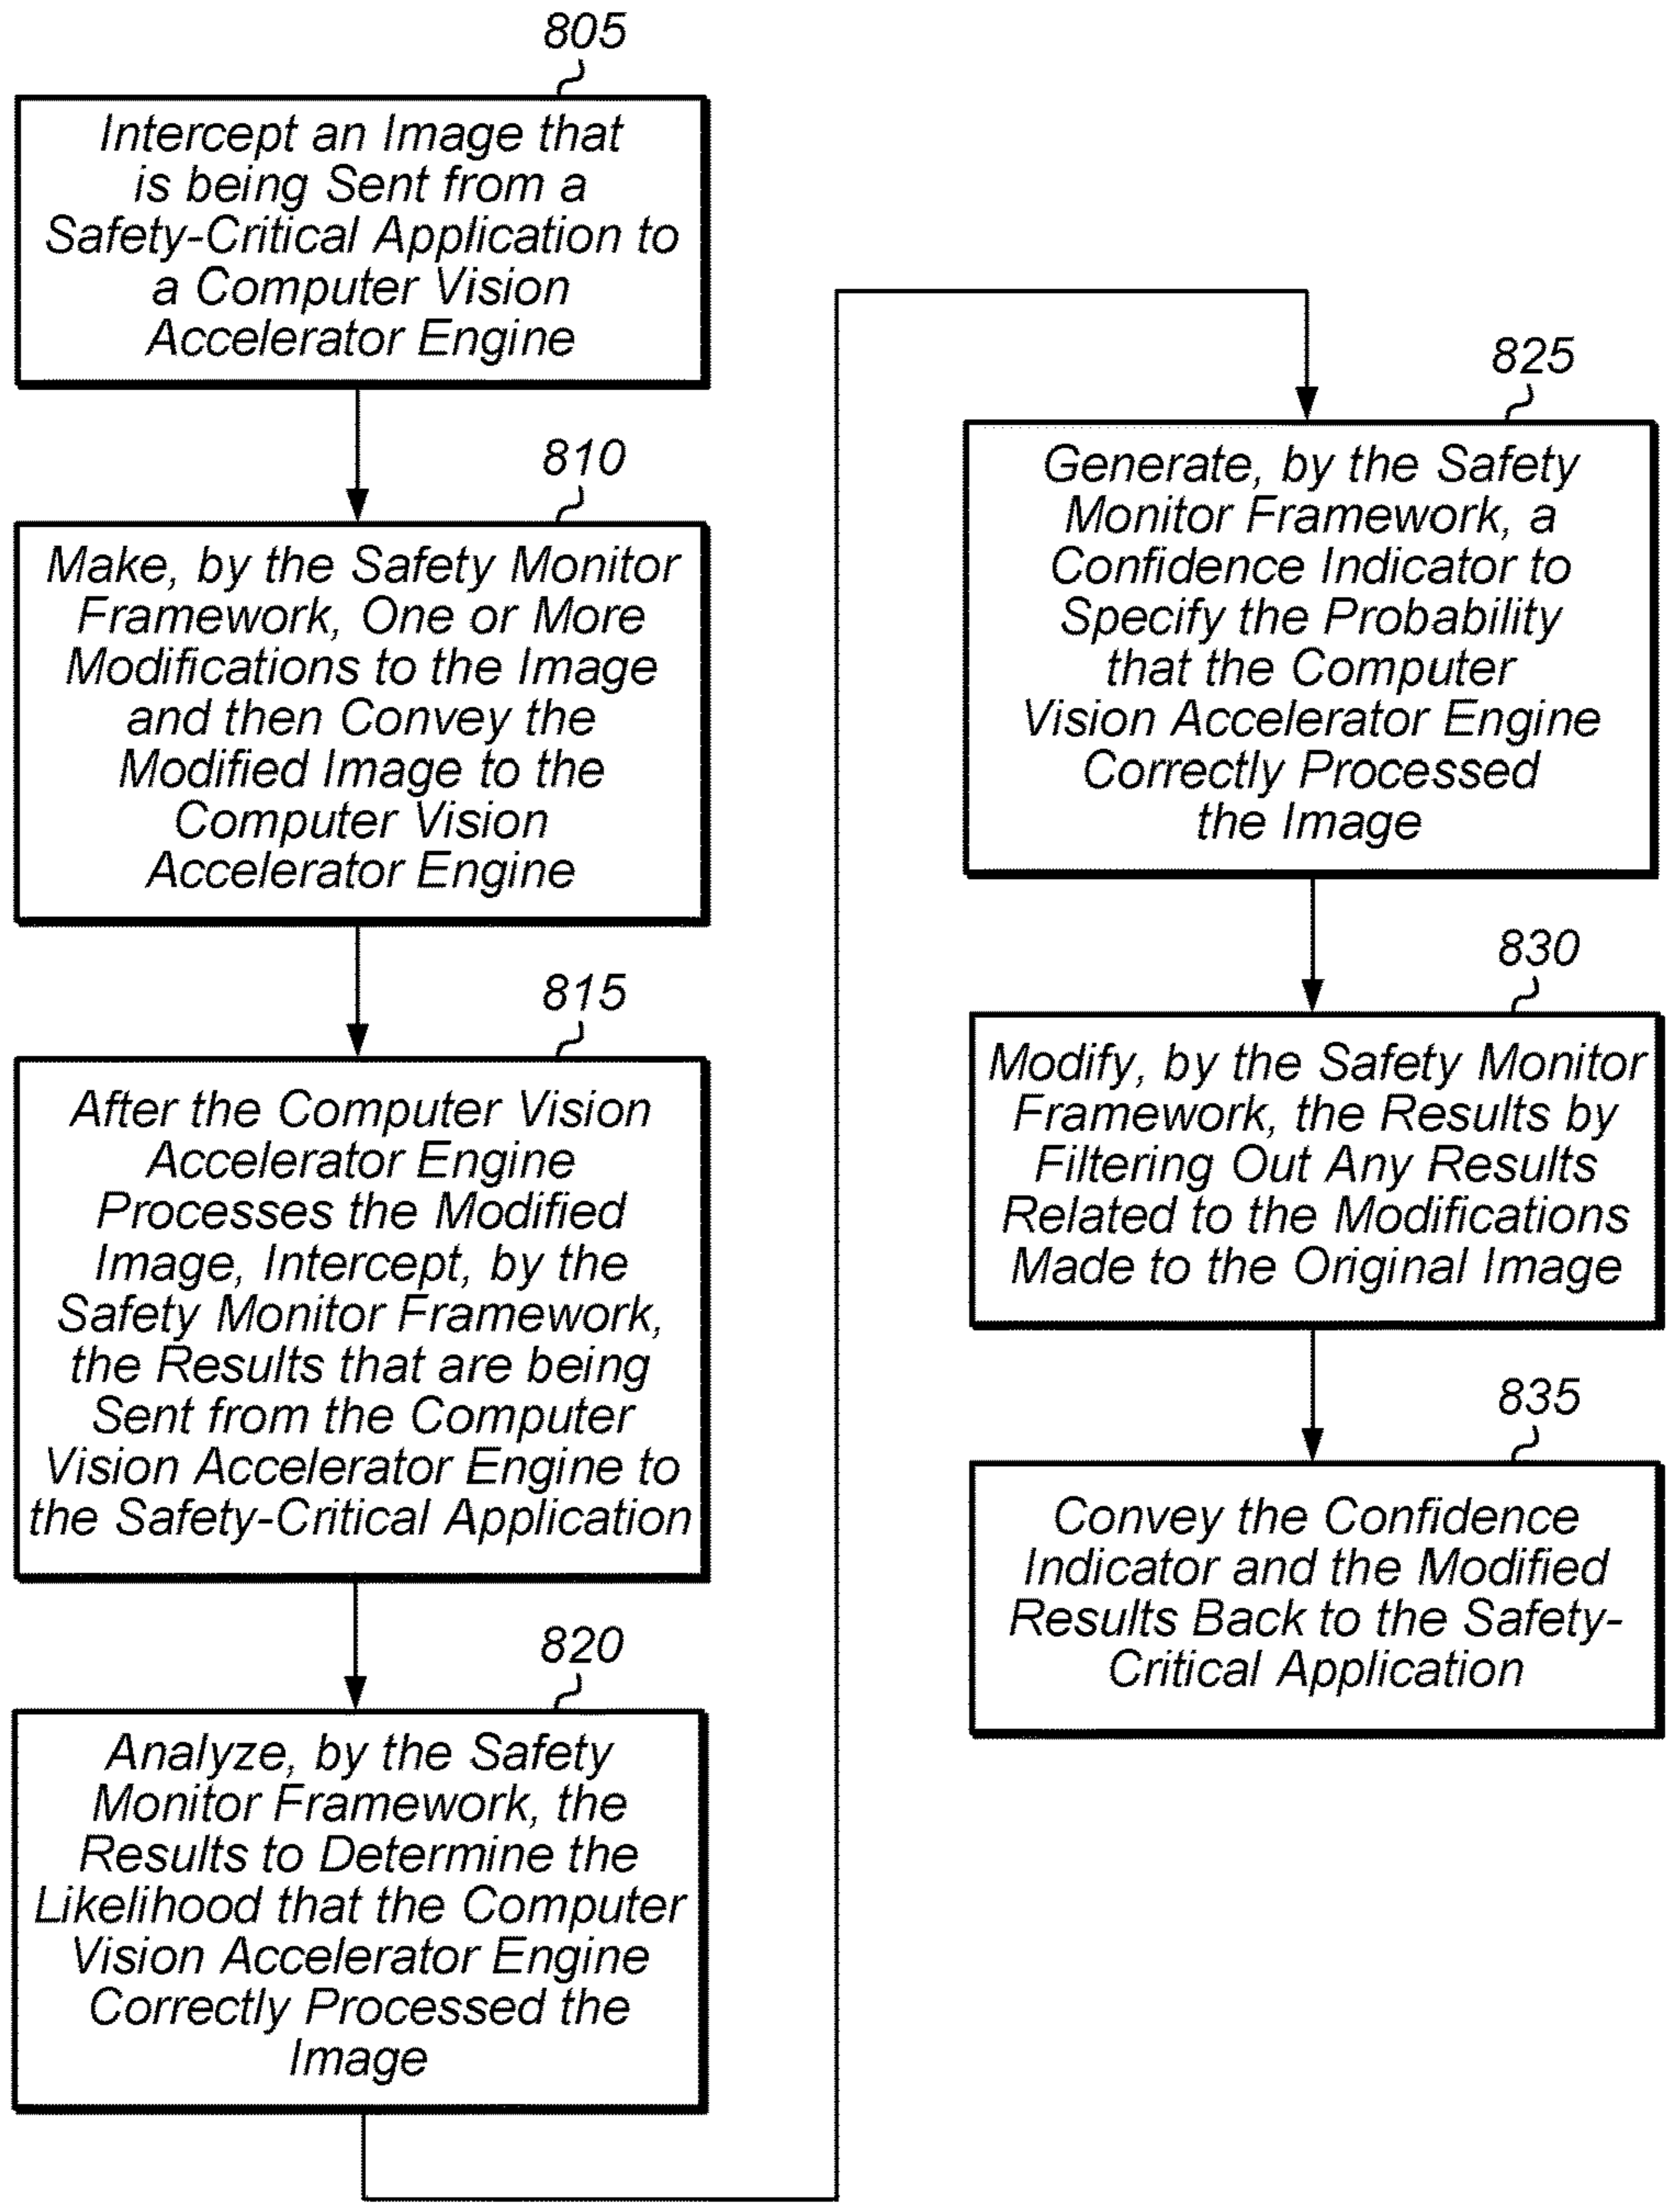 805
Intercept an Image that
is being Sent from a
Safety-Critical Application to
a Computer Vision
Accelerator Engine
810
Make, by the Safety Monitor
Framework, One or More
Modifications to the Image
and then Convey the
Modified Image to the
Computer Vision
Accelerator Engine
815
After the Computer Vision
Accelerator Engine
Processes the Modified
Image, Intercept, by the
Safety Monitor Framework,
the Results that are being
Sent from the Computer
Vision Accelerator Engine to
the Safety-Critical Application
820
Analyze, by the Safety
Monitor Framework, the
Results to Determine the
Likelihood that the Computer
Vision Accelerator Engine
Correctly Processed the
Image
825
Generate, by the Safety
Monitor Framework, a
Confidence Indicator to
Specify the Probability
that the Computer
Vision Accelerator Engine
Correctly Processed
the Image
830
Modify, by the Safety Monitor
Framework, the Results by
Filtering Out Any Results
Related to the Modifications
Made to the Original Image
835
Convey the Confidence
Indicator and the Modified
Results Back to the Safety-
Critical Application